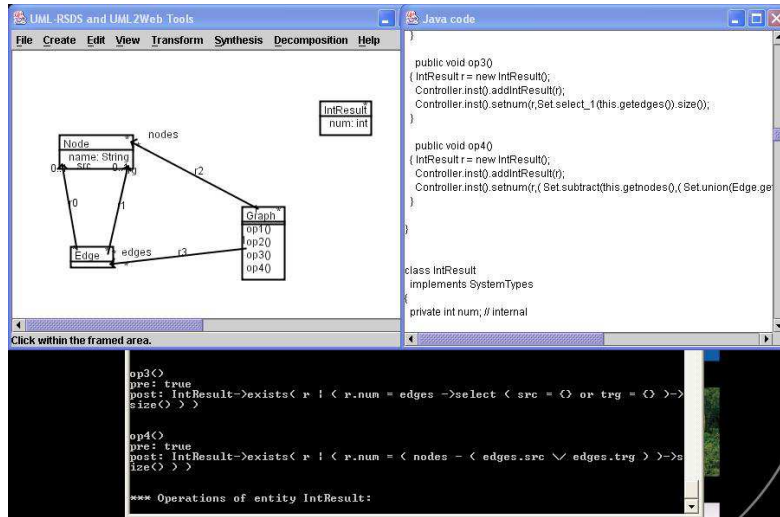 UML-RSDS and UML2Web Tools
File Create Edit View Transform Synthesis Decomposition Help
IntResult
num: int
nodes
Node
name: String
src
r2
r0
r1
Graph
op1()
op2()
op3()
op4()
Edge
edges
r3
Click within the framed area.
Java code
}
public void op3()
{ IntResult r = new IntResult();
Controller.inst().addIntResult(r);
Controller.inst().setnum(r,Set.select_1(this.getedges()).size());
}
public void op4()
{ IntResult r = new IntResult();
Controller.inst().addIntResult(r);
Controller.inst().setnum(r,( Set.subtract(this.getnodes(),( Set.union(Edge.ge
}
}
class IntResult
implements SystemTypes
{
private int num; // internal
op3()
pre: true
post: IntResult->exists( r | ( r.num = edges ->select ( src = {} or trg = {} )->
size() ) )
op4()
pre: true
post: IntResult->exists( r | ( r.num = ( nodes - ( edges.src \/ edges.trg ) )->s
ize() ) )
*** Operations of entity IntResult: